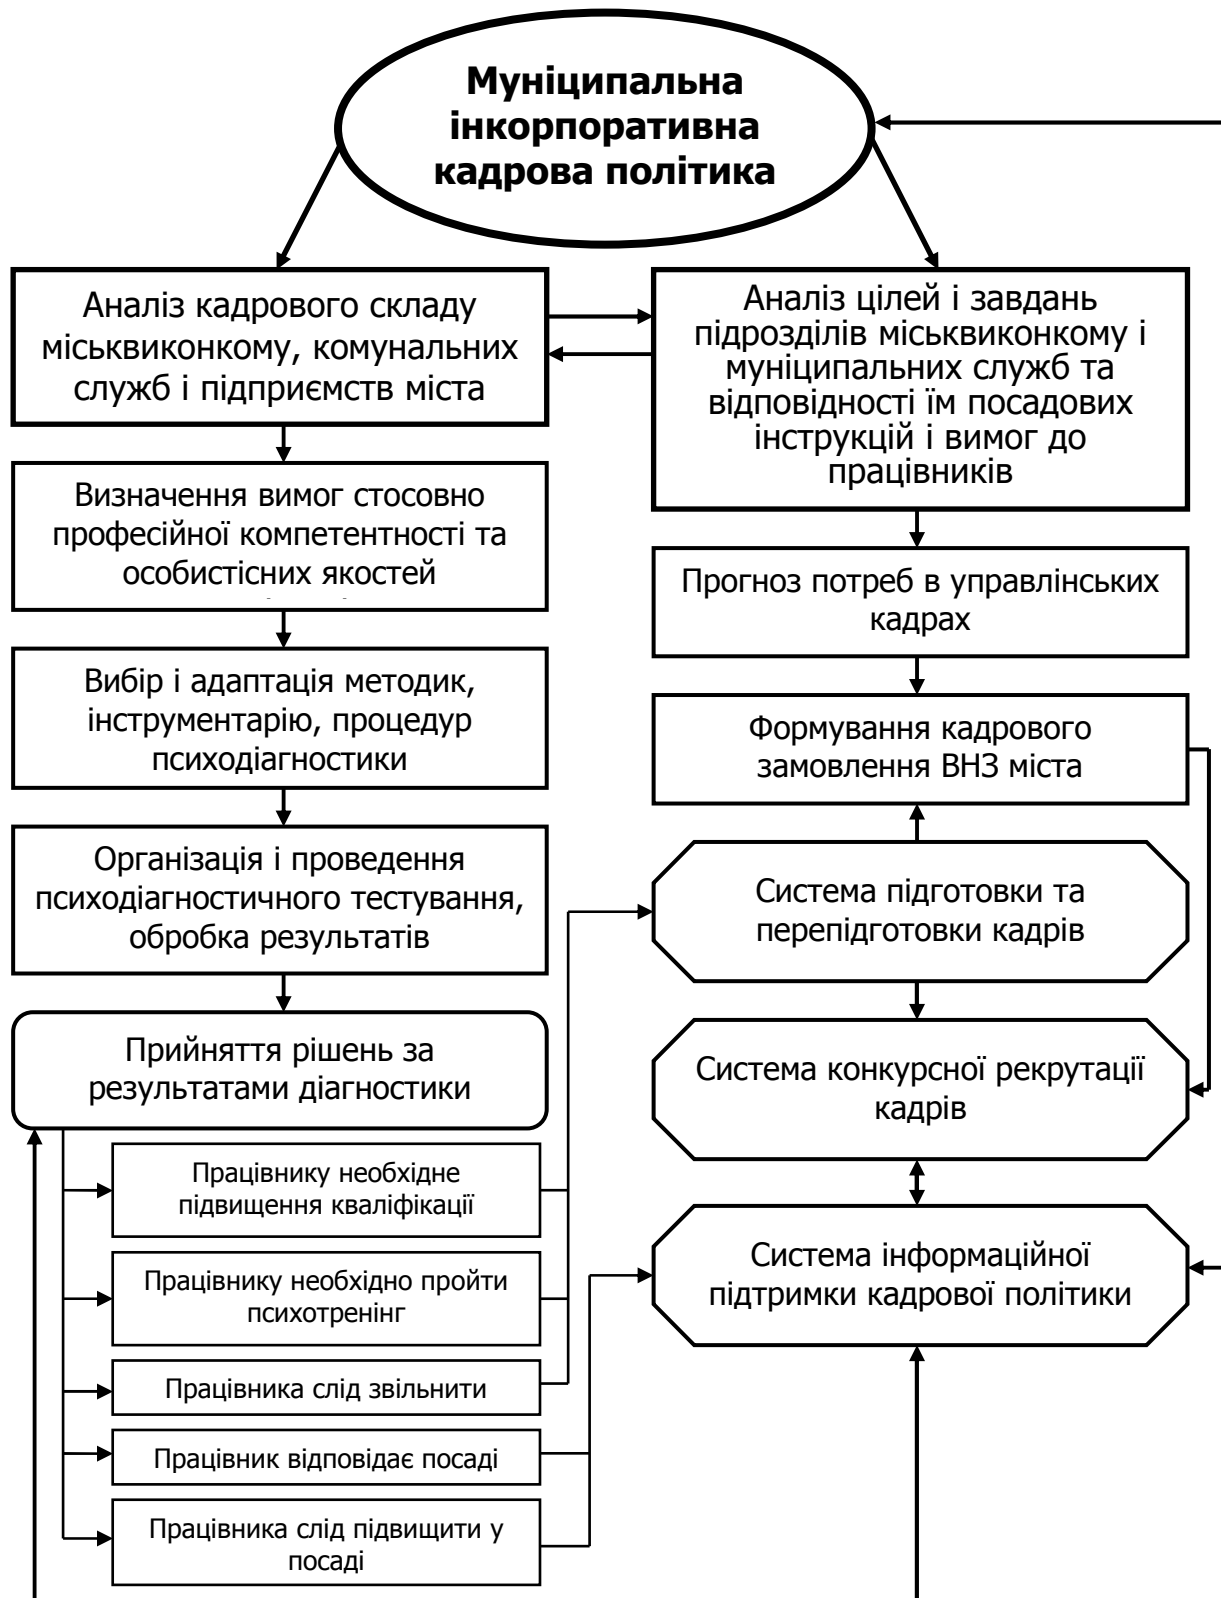 Муніципальна
інкорпоративна
кадрова політика
Аналіз кадрового складу
міськвиконкому, комунальних
служб і підприємств міста
Аналіз цілей і завдань
підрозділів міськвиконкому і
муніципальних служб та
відповідності їм посадових
інструкцій і вимог до
працівників
Визначення вимог стосовно
професійної компетентності та
особистісних якостей
Прогноз потреб в управлінських
кадрах
Вибір і адаптація методик,
інструментарію, процедур
психодіагностики
Формування кадрового
замовлення ВНЗ міста
Організація і проведення
психодіагностичного тестування,
обробка результатів
Система підготовки та
перепідготовки кадрів
Прийняття рішень за
результатами діагностики
Система конкурсної рекрутації
кадрів
Працівнику необхідне
підвищення кваліфікації
Працівнику необхідно пройти
психотренінг
Працівника слід звільнити
Працівник відповідає посаді
Працівника слід підвищити у
посаді
Система інформаційної
підтримки кадрової політики